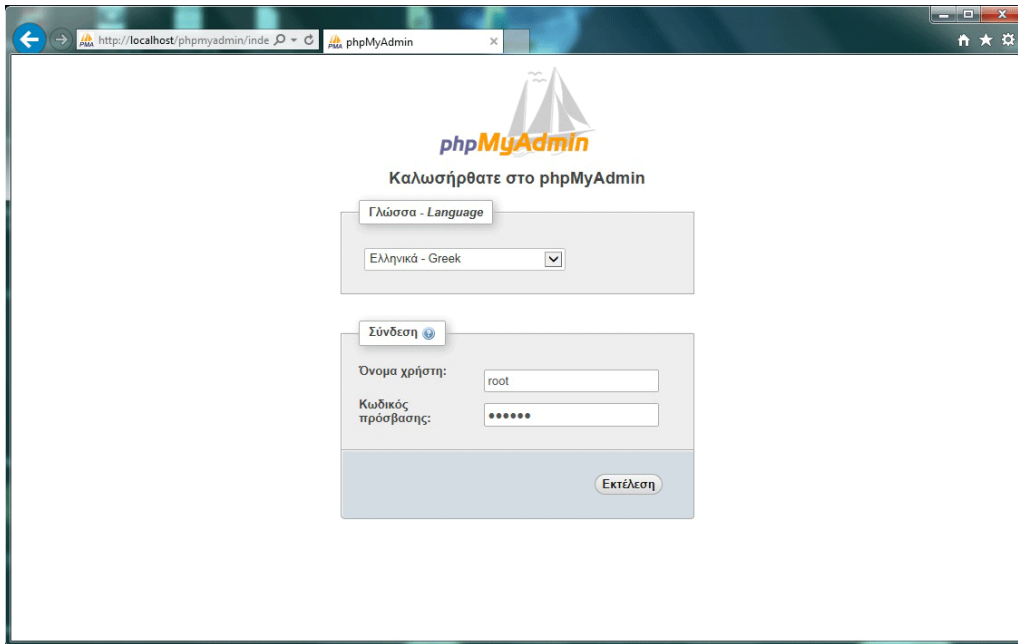 http://localhost/phpmyadmin/inde
phpMyAdmin
phpMyAdmin
Καλωσήρθατε στο phpMyAdmin
Γλώσσα - Language
Ελληνικά - Greek
Σύνδεση
Όνομα χρήστη:
root
Κωδικός
πρόσβασης:
Εκτέλεση